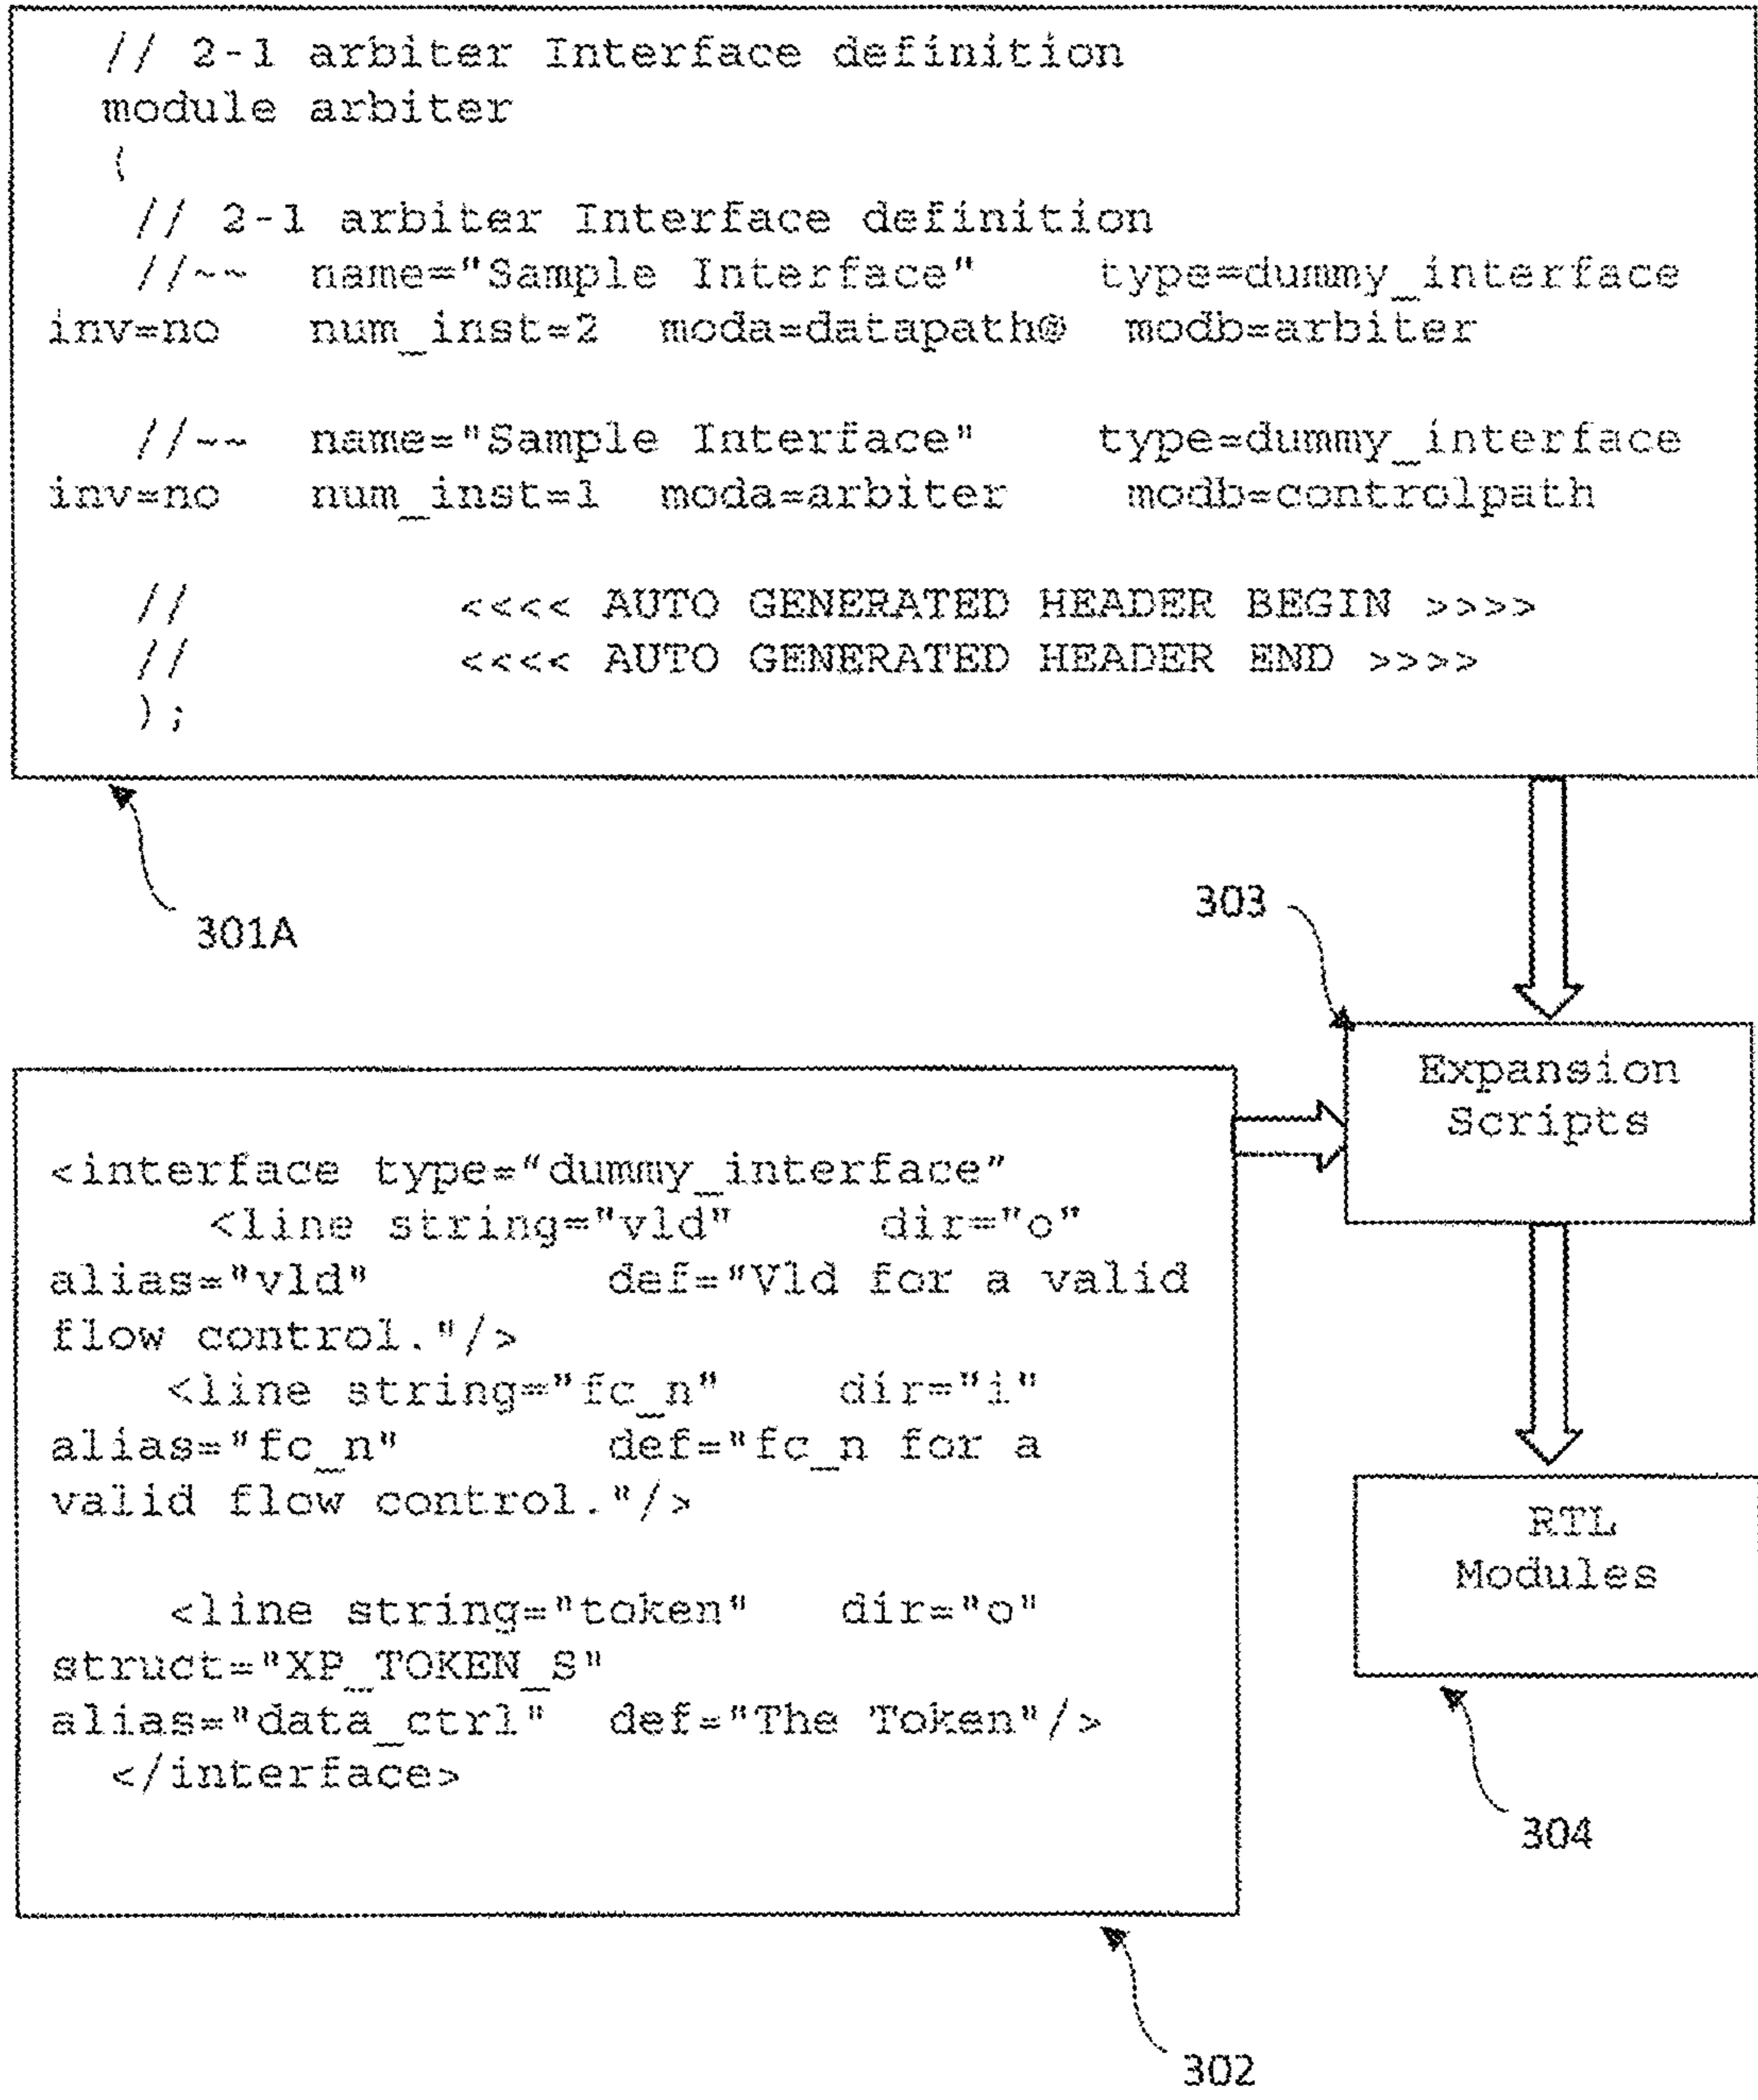 // 2-1 arbiter Interface definition
module arbiter
(
// 2-1 arbiter Interface definition
//~~ name="Sample Interface" type=dummy_interface
inv=no num_inst=2 moda=datapath@ modb=arbiter
//~~ name="Sample Interface" type=dummy_interface
inv=no num_inst=1 moda=arbiter modb=controlpath
// <<<< AUTO GENERATED HEADER BEGIN >>>>
// <<<< AUTO GENERATED HEADER END >>>>
);
301A
303
Expansion
Scripts
<interface type="dummy_interface"
<line string="vld" dir="o"
alias="vld" def="Vld for a valid
flow control."/>
<line string="fc_n" dir="i"
alias="fc_n" def="fc_n for a
valid flow control."/>
<line string="token" dir="o"
struct="XP_TOKEN_S"
alias="data_ctrl" def="The Token"/>
</interface>
RTL
Modules
304
302